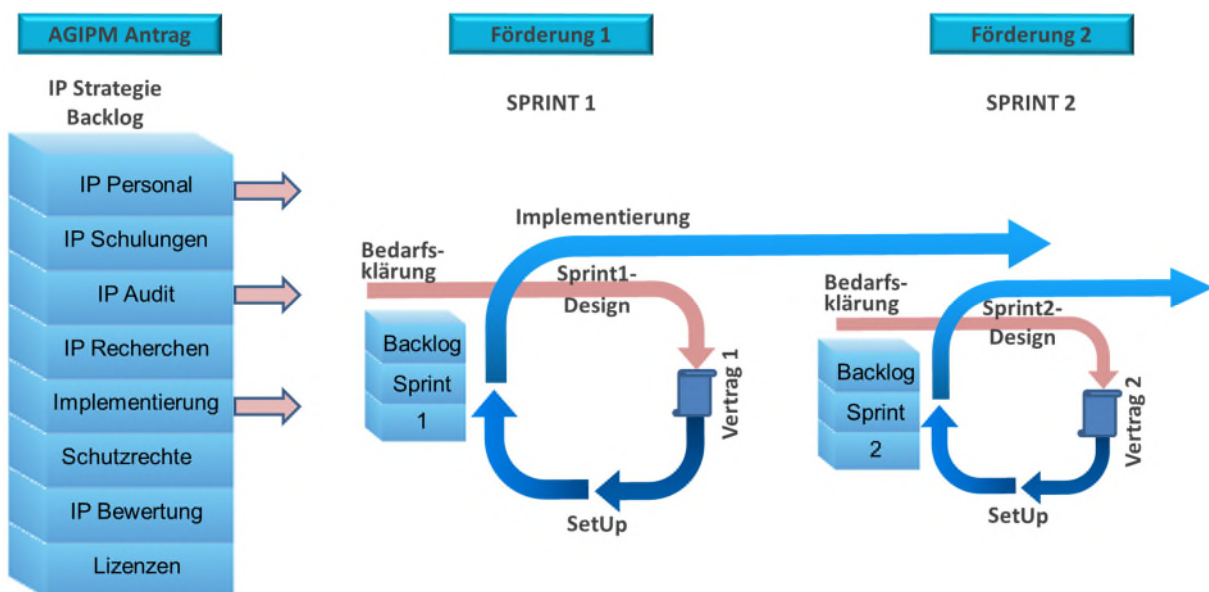 AGIPM Antrag
IP Strategie
Backlog
IP Personal
IP Schulungen
IP Audit
IP Recherchen
Implementierung
Schutzrechte
IP Bewertung
Lizenzen
Förderung 1
SPRINT 1
Implementierung
Bedarfs-
klärung
Sprint1-
Design
Backlog
Sprint
1
Vertrag 1
SetUp
Förderung 2
SPRINT 2
Bedarfs-
klärung
Sprint2-
Design
Backlog
Sprint
2
Vertrag 2
SetUp